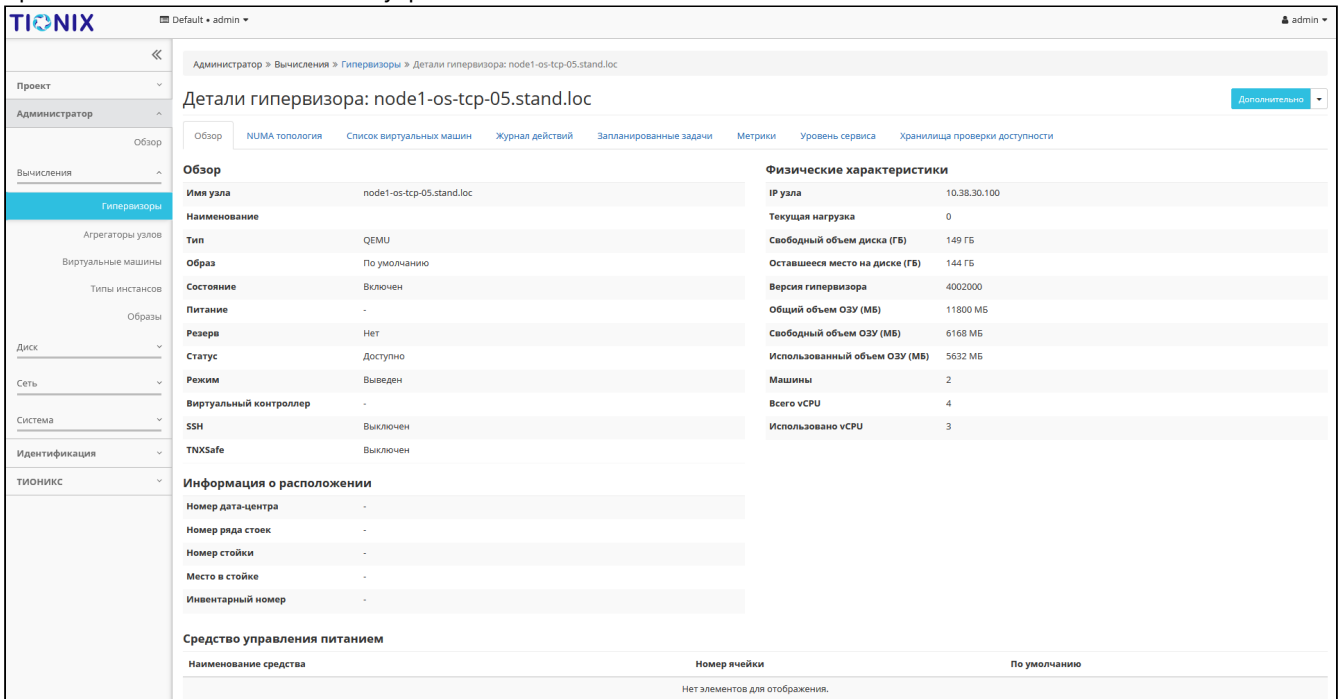 TIONIX
Default • admin
admin
Администратор » Вычисления » Гипервизоры » Детали гипервизора: node1-os-tcp-05.stand.loc
Проект
Администратор
Обзор
Вычисления
Гипервизоры
Агрегаторы узлов
Виртуальные машины
Типы инстансов
Образы
Диск
Сеть
Система
Идентификация
ТИОНИКС
Детали гипервизора: node1-os-tcp-05.stand.loc
Дополнительно
Обзор NUMA топология Список виртуальных машин Журнал действий Запланированные задачи Метрики Уровень сервиса Хранилища проверки доступности
Обзор
Имя узла node1-os-tcp-05.stand.loc
Наименование
Тип QEMU
Образ По умолчанию
Состояние Включен
Питание -
Резерв Нет
Статус Доступно
Режим Выведен
Виртуальный контроллер -
SSH Выключен
TNXSafe Выключен
Физические характеристики
IP узла 10.38.30.100
Текущая нагрузка 0
Свободный объем диска (ГБ) 149 ГБ
Оставшееся место на диске (ГБ) 144 ГБ
Версия гипервизора 4002000
Общий объем ОЗУ (МБ) 11800 МБ
Свободный объем ОЗУ (МБ) 6168 МБ
Использованный объем ОЗУ (МБ) 5632 МБ
Машины 2
Всего vCPU 4
Использовано vCPU 3
Информация о расположении
Номер дата-центра -
Номер ряда стоек -
Номер стойки -
Место в стойке -
Инвентарный номер -
Средство управления питанием
Наименование средства Номер ячейки По умолчанию
Нет элементов для отображения.